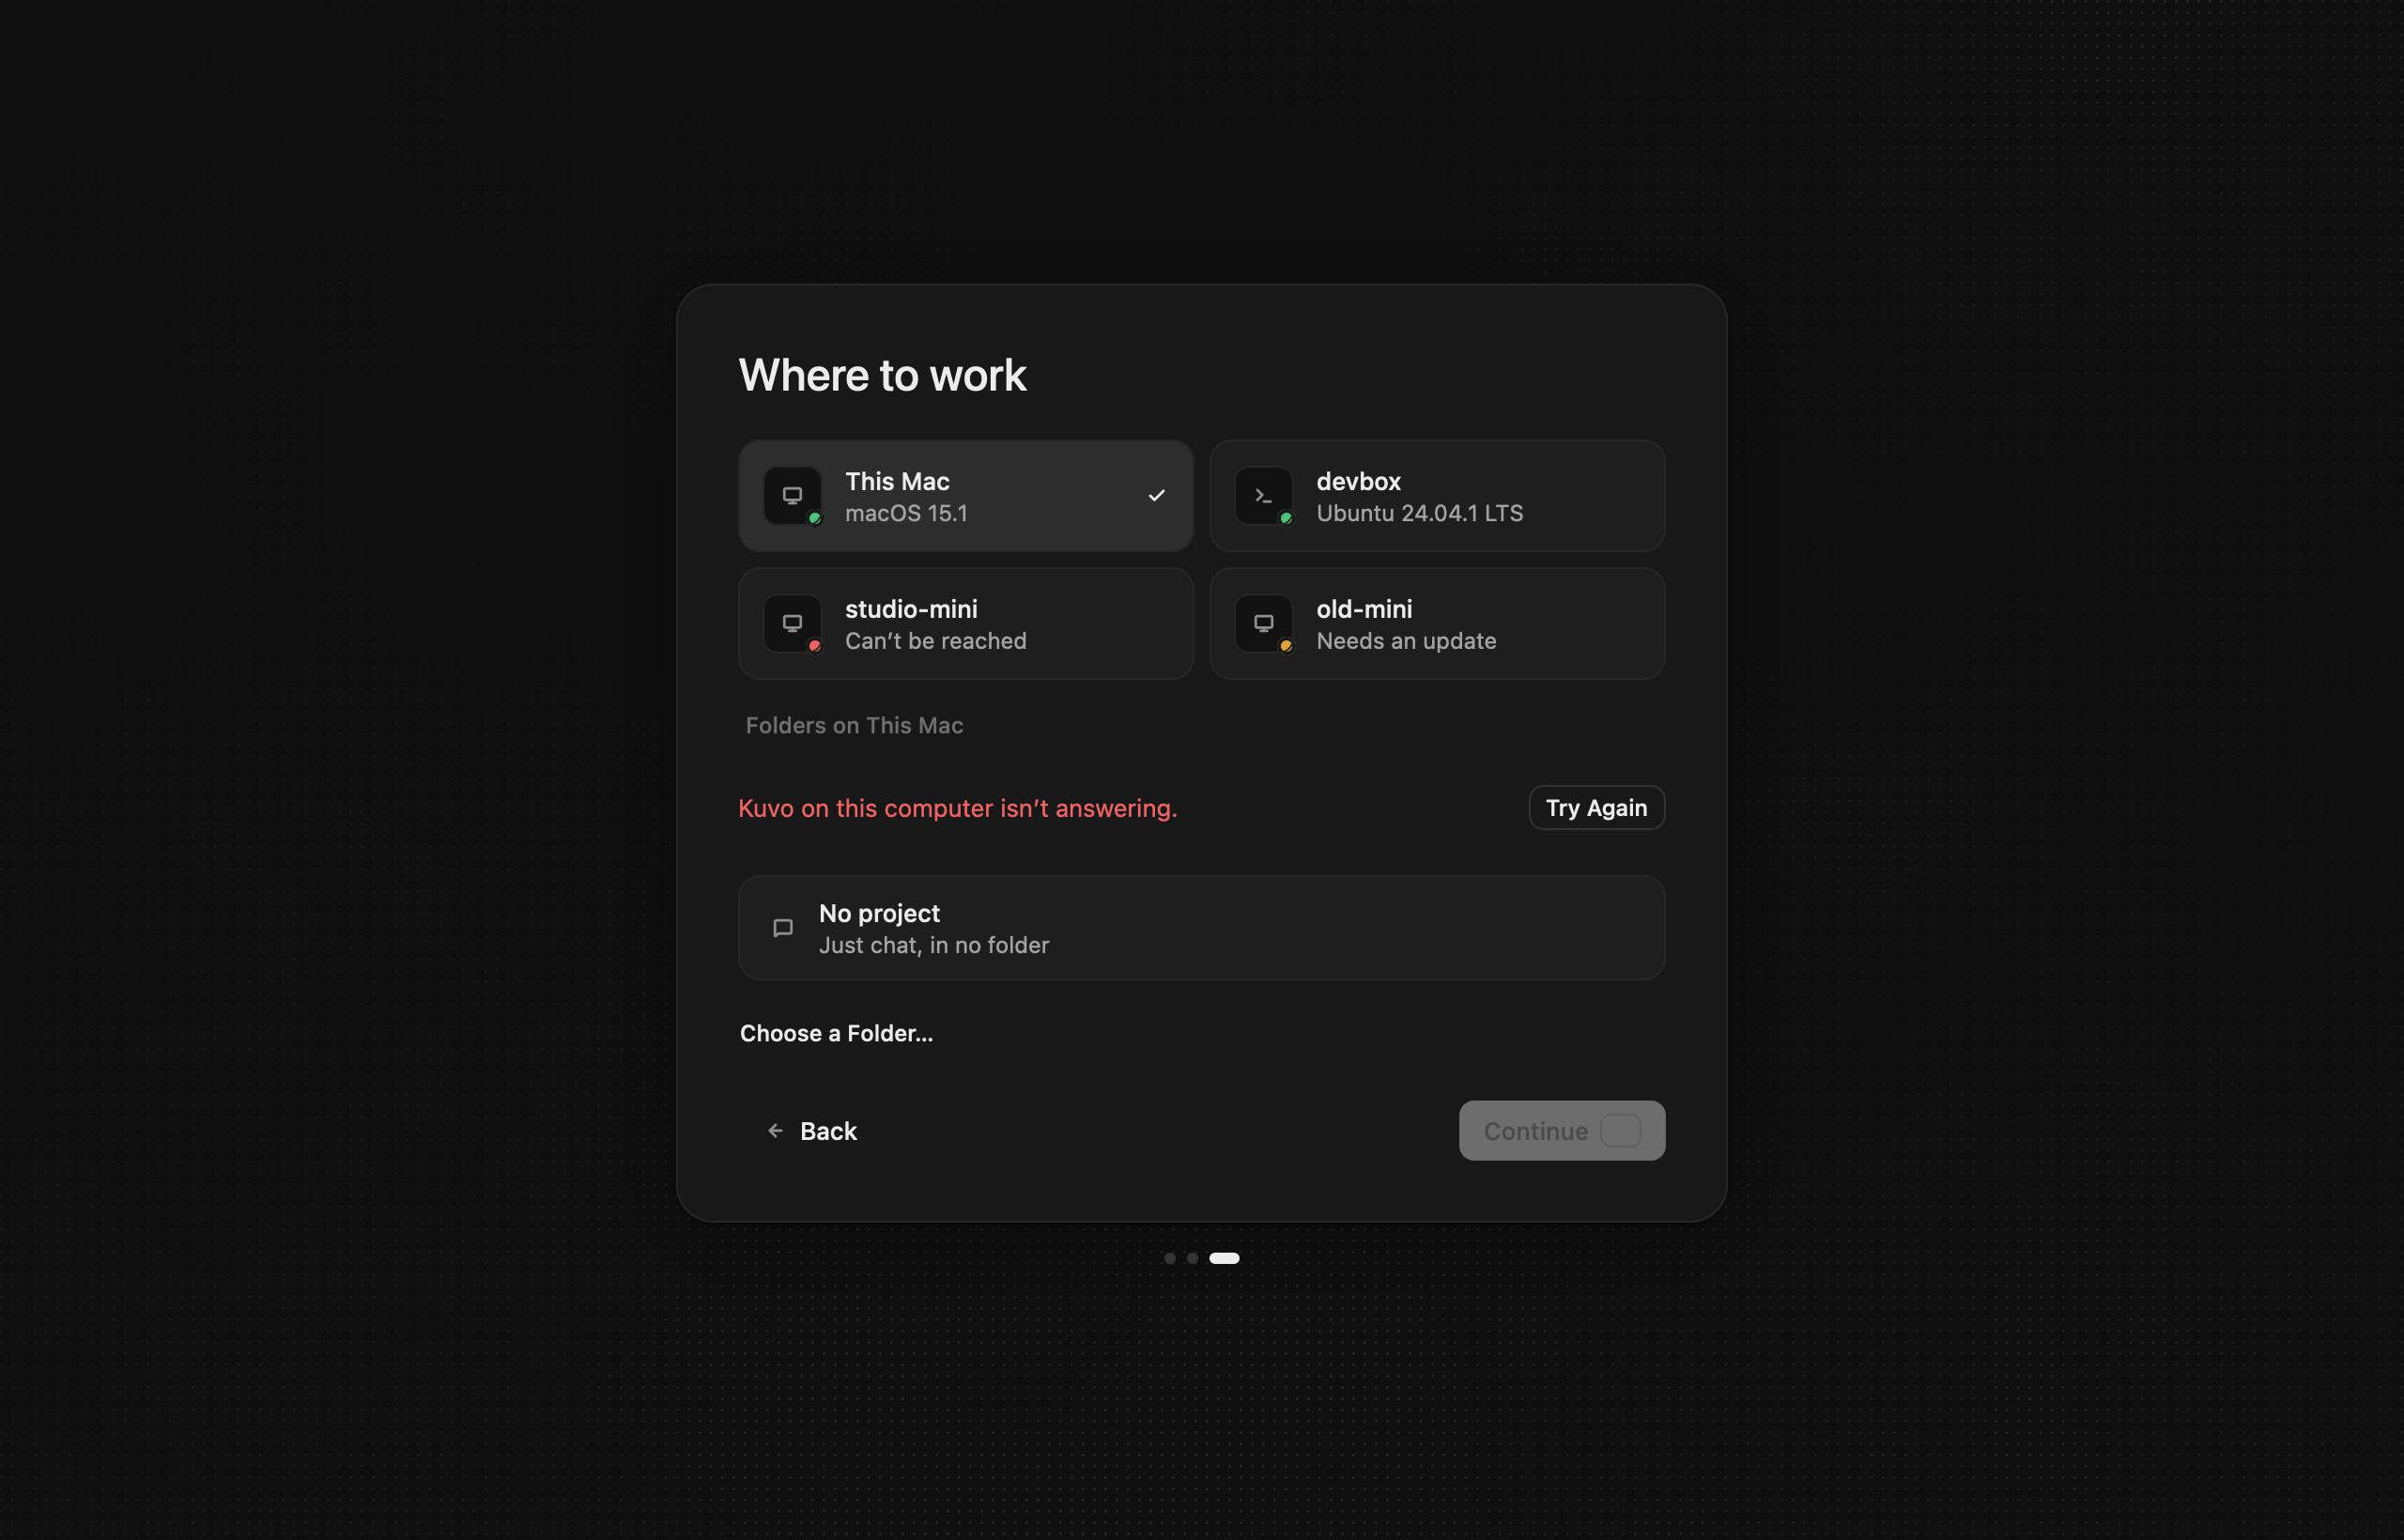 Where to work
This Mac
macOS 15.1
devbox
Ubuntu 24.04.1 LTS
studio-mini
Can’t be reached
old-mini
Needs an update
Folders on This Mac
Kuvo on this computer isn’t answering.
Try Again
No project
Just chat, in no folder
Choose a Folder...
Back
Continue